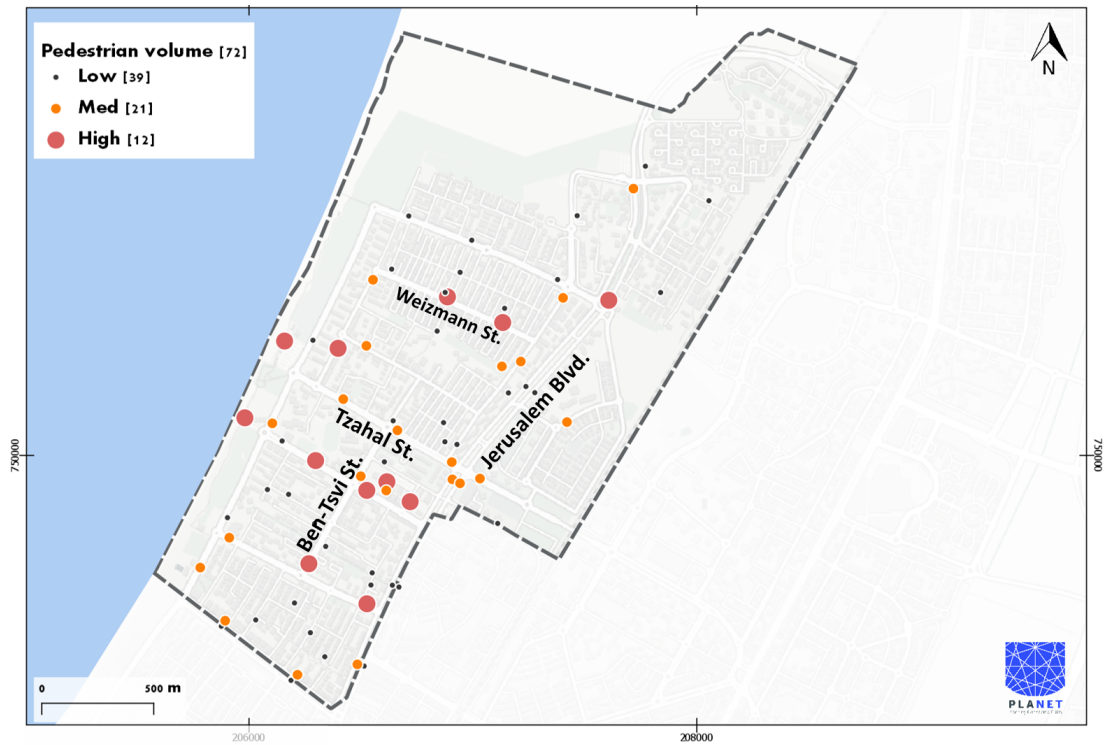 Pedestrian volume [72]
Low [39]
Med [21]
High [12]
N
Weizmann St.
Tzahal St.
Jerusalem Blvd.
Ben-Tsvi St.
750000
750000
0 500 m
206000
208000
PLANET